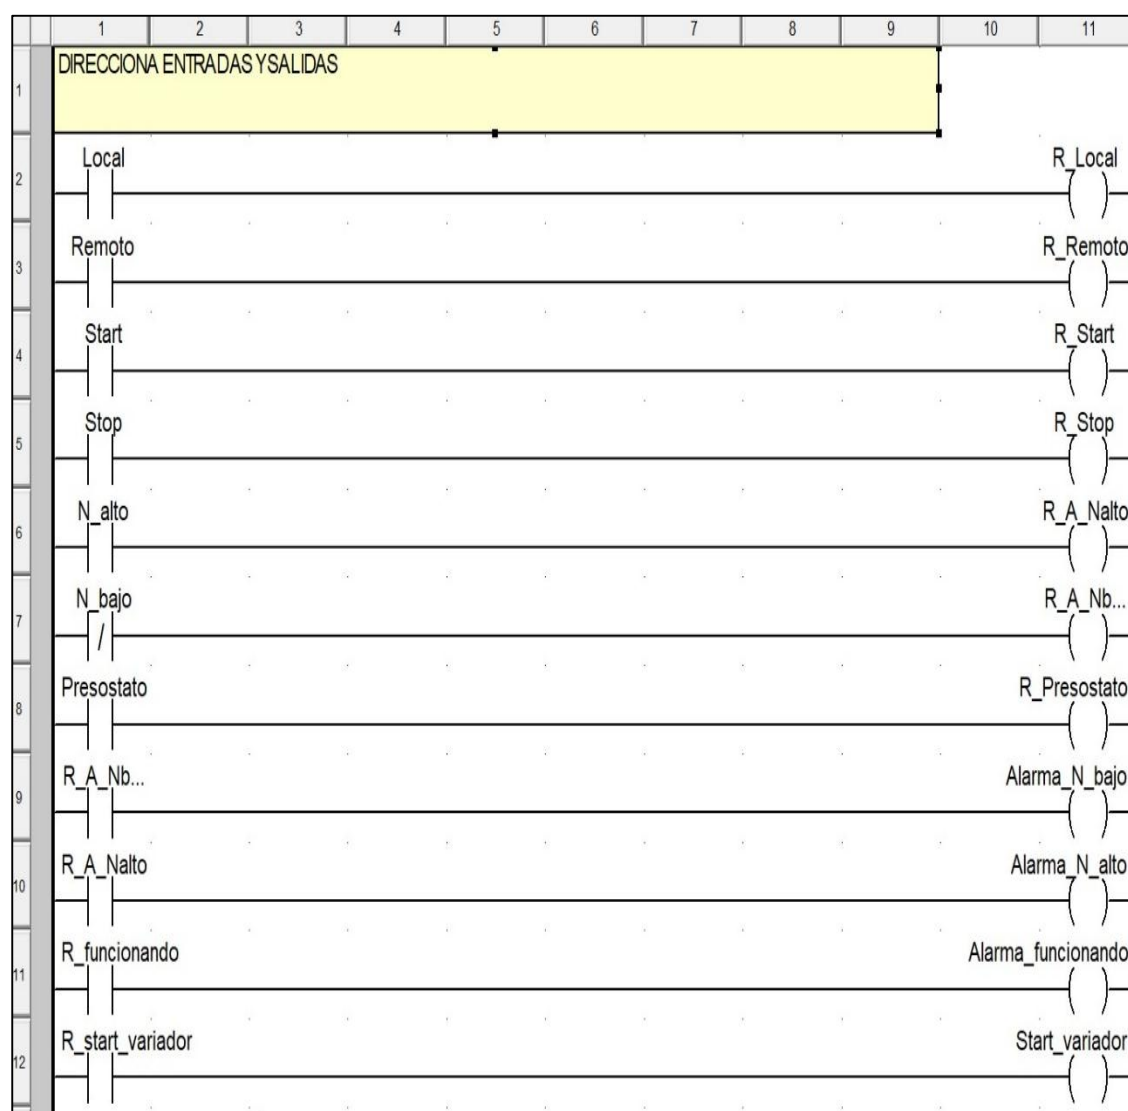 1 2 3 4 5 6 7 8 9 10 11
1 DIRECCIONA ENTRADAS Y SALIDAS
Local R_Local
2
Remoto R_Remoto
3
Start R_Start
4
Stop R_Stop
5
N_alto R_A_Nalto
6
N_bajo R_A_Nb...
7
Presostato R_Presostato
8
R_A_Nb... Alarma_N_bajo
9
R_A_Nalto Alarma_N_alto
10
R_funcionando Alarma_funcionando
11
R_start_variador Start_variador
12